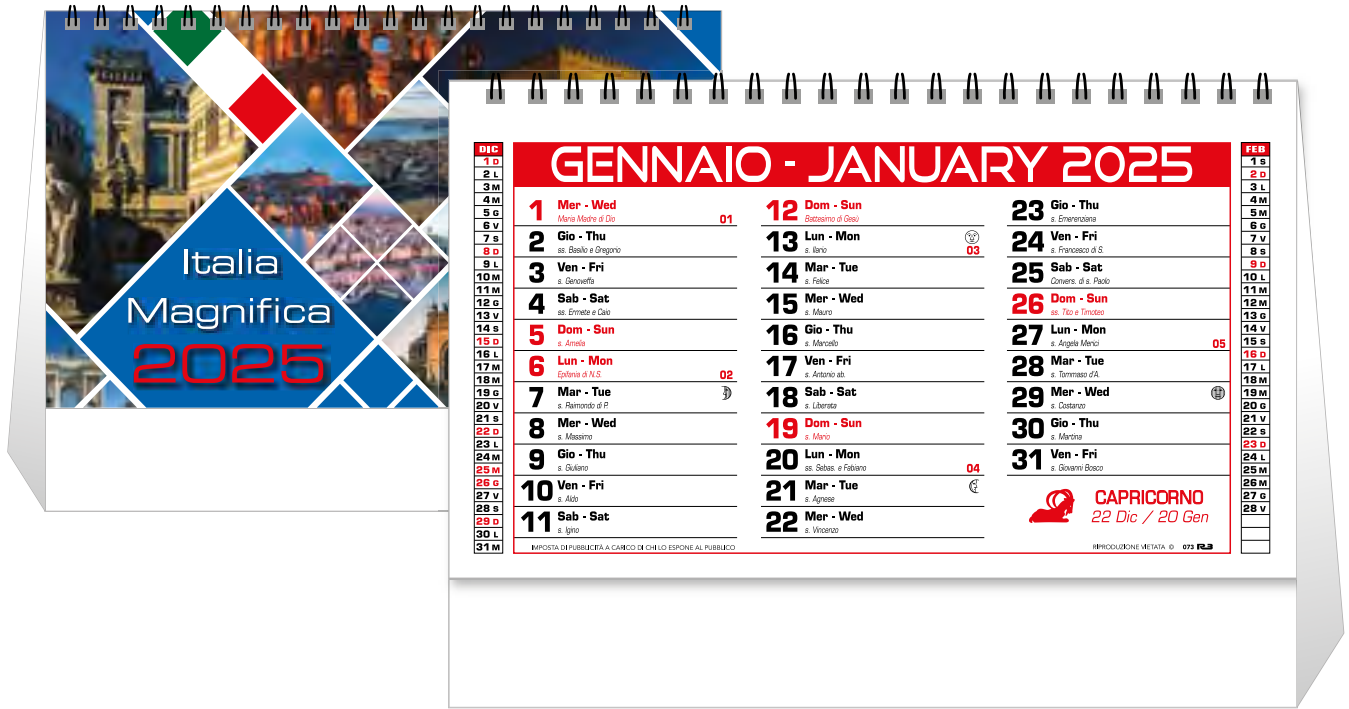 Italia
Magnifica
2025
DIC
1 D
2 L
3 M
4 M
5 G
6 V
7 S
8 D
9 L
10 M
11 M
12 G
13 V
14 S
15 D
16 L
17 M
18 M
19 G
20 V
21 S
22 D
23 L
24 M
25 M
26 G
27 V
28 S
29 D
30 L
31 M
GENNAIO - JANUARY 2025
1 Mer - Wed
Maria Madre di Dio 01
2 Gio - Thu
ss. Basilio e Gregorio
3 Ven - Fri
s. Genoveffa
4 Sab - Sat
ss. Ermete e Caio
5 Dom - Sun
s. Amelia
6 Lun - Mon
Epifania di N.S. 02
7 Mar - Tue
s. Raimondo di P.
8 Mer - Wed
s. Massimo
9 Gio - Thu
s. Giuliano
10 Ven - Fri
s. Aldo
11 Sab - Sat
s. Igino
12 Dom - Sun
Battesimo di Gesù
13 Lun - Mon
s. Ilario 03
14 Mar - Tue
s. Felice
15 Mer - Wed
s. Mauro
16 Gio - Thu
s. Marcello
17 Ven - Fri
s. Antonio ab.
18 Sab - Sat
s. Liberata
19 Dom - Sun
s. Mario
20 Lun - Mon
ss. Sebas. e Fabiano 04
21 Mar - Tue
s. Agnese
22 Mer - Wed
s. Vincenzo
23 Gio - Thu
s. Emerenziana
24 Ven - Fri
s. Francesco di S.
25 Sab - Sat
Convers. di s. Paolo
26 Dom - Sun
ss. Tito e Timoteo
27 Lun - Mon
s. Angela Merici 05
28 Mar - Tue
s. Tommaso d'A.
29 Mer - Wed
s. Costanzo
30 Gio - Thu
s. Martina
31 Ven - Fri
s. Giovanni Bosco
CAPRICORNO
22 Dic / 20 Gen
IMPOSTA DI PUBBLICITÀ A CARICO DI CHI LO ESPONE AL PUBBLICO
RIPRODUZIONE VIETATA © 073 R3
FEB
1 S
2 D
3 L
4 M
5 M
6 G
7 V
8 S
9 D
10 L
11 M
12 M
13 G
14 V
15 S
16 D
17 L
18 M
19 M
20 G
21 V
22 S
23 D
24 L
25 M
26 M
27 G
28 V